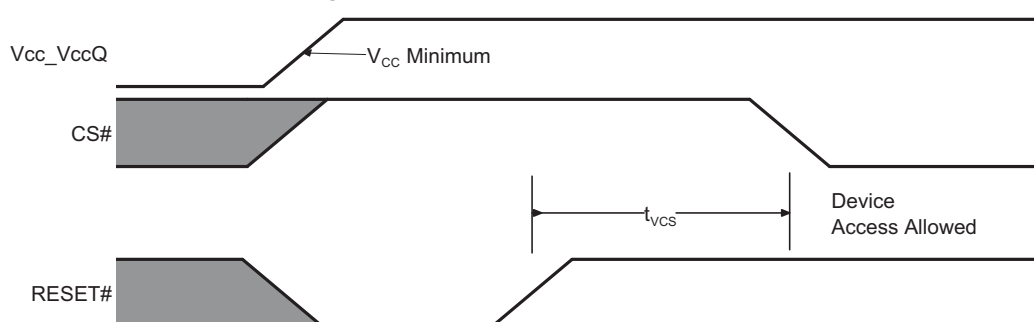 Vcc_VccQ
VCC Minimum
CS#
tVCS
Device
Access Allowed
RESET#